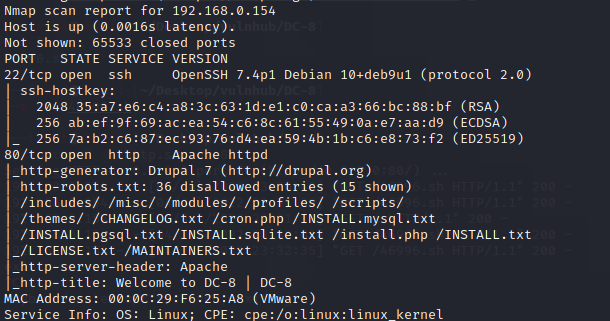 Nmap scan report for 192.168.0.154
Host is up (0.0016s latency).
Not shown: 65533 closed ports
PORT   STATE SERVICE VERSION
22/tcp open  ssh     OpenSSH 7.4p1 Debian 10+deb9u1 (protocol 2.0)
| ssh-hostkey:
|   2048 35:a7:e6:c4:a8:3c:63:1d:e1:c0:ca:a3:66:bc:88:bf (RSA)
|   256 ab:ef:9f:69:ac:ea:54:c6:8c:61:55:49:0a:e7:aa:d9 (ECDSA)
|_  256 7a:b2:c6:87:ec:93:76:d4:ea:59:4b:1b:c6:e8:73:f2 (ED25519)
80/tcp open  http    Apache httpd
|_http-generator: Drupal 7 (http://drupal.org)
| http-robots.txt: 36 disallowed entries (15 shown)
| /includes/ /misc/ /modules/ /profiles/ /scripts/
| /themes/ /CHANGELOG.txt /cron.php /INSTALL.mysql.txt
| /INSTALL.pgsql.txt /INSTALL.sqlite.txt /install.php /INSTALL.txt
|_/LICENSE.txt /MAINTAINERS.txt
|_http-server-header: Apache
|_http-title: Welcome to DC-8 | DC-8
MAC Address: 00:0C:29:F6:25:A8 (VMware)
Service Info: OS: Linux; CPE: cpe:/o:linux:linux_kernel